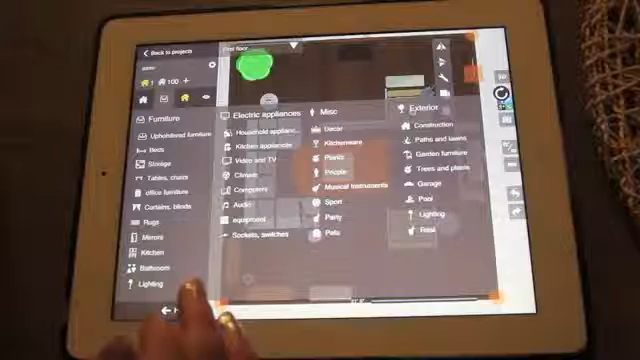 Back to projects
First floor
1 100 +
Furniture
Upholstered furniture
Beds
Storage
Tables, chairs
office furniture
Curtains, blinds
Rugs
Mirrors
Kitchen
Bathroom
Lighting
Electric appliances
Household applianc...
Kitchen appliances
Video and TV
Climate
Computers
Audio
equipment
Sockets, switches
Misc
Decor
Kitchenware
Plants
People
Musical instruments
Sport
Party
Pets
Exterior
Construction
Paths and lawns
Garden furniture
Trees and plants
Garage
Pool
Lighting